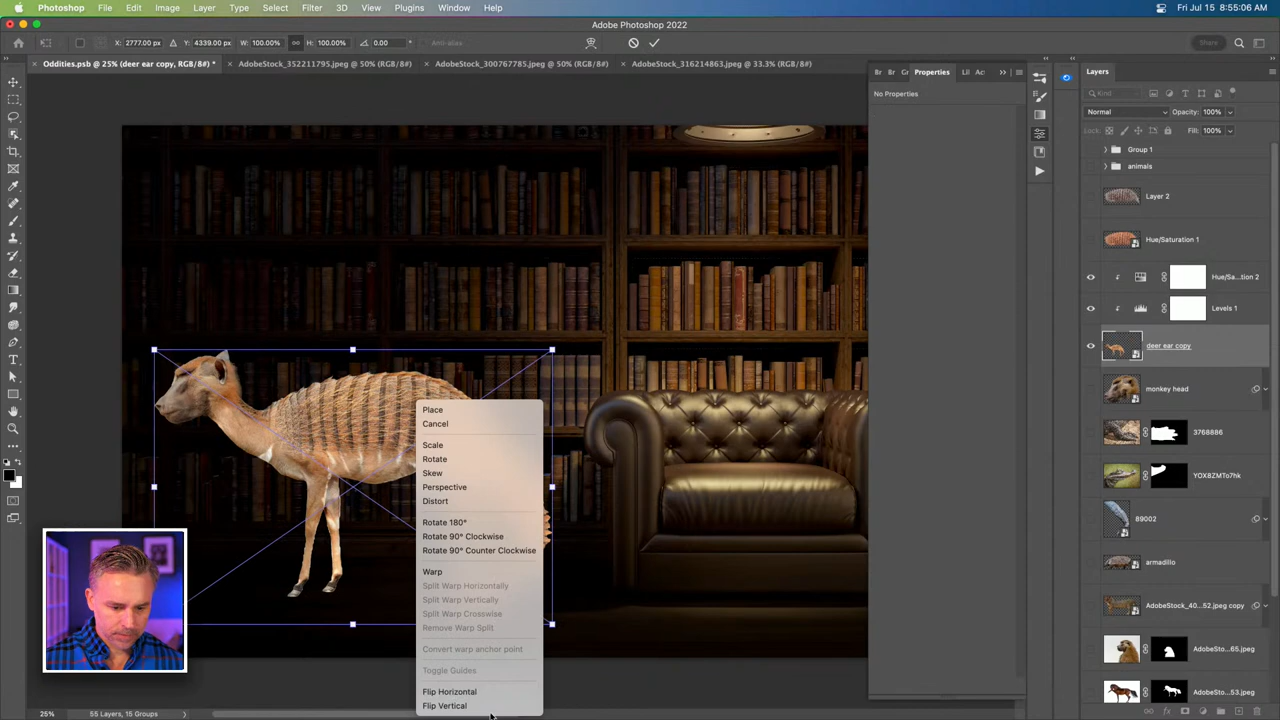 Photoshop File Edit Image Layer Type Select Filter 3D View Plugins Window Help Fri Jul 15 8:55:06 AM
Adobe Photoshop 2022
X: 2777.00 px Y: 4339.00 px W: 100.00% H: 100.00% 0.00 ° Anti-alias Share
Oddities.psb @ 25% (deer ear copy, RGB/8#) * AdobeStock_352211795.jpeg @ 50% (RGB/8#) AdobeStock_300767785.jpeg @ 50% (RGB/8#) AdobeStock_316214863.jpeg @ 33.3% (RGB/8#)
Br Br Gr Properties Li Ac Layers
No Properties
Kind
Normal Opacity: 100%
Lock: Fill: 100%
Group 1
animals
Layer 2
Hue/Saturation 1
Hue/Sa...tion 2
Levels 1
deer ear copy
monkey head
3768886
YOX8ZMTo7hk
89002
armadillo
AdobeStock_40...52.jpeg copy
AdobeSto...65.jpeg
AdobeSto...53.jpeg
Place
Cancel
Scale
Rotate
Skew
Perspective
Distort
Rotate 180°
Rotate 90° Clockwise
Rotate 90° Counter Clockwise
Warp
Split Warp Horizontally
Split Warp Vertically
Split Warp Crosswise
Remove Warp Split
Convert warp anchor point
Toggle Guides
Flip Horizontal
Flip Vertical
25% 55 Layers, 15 Groups